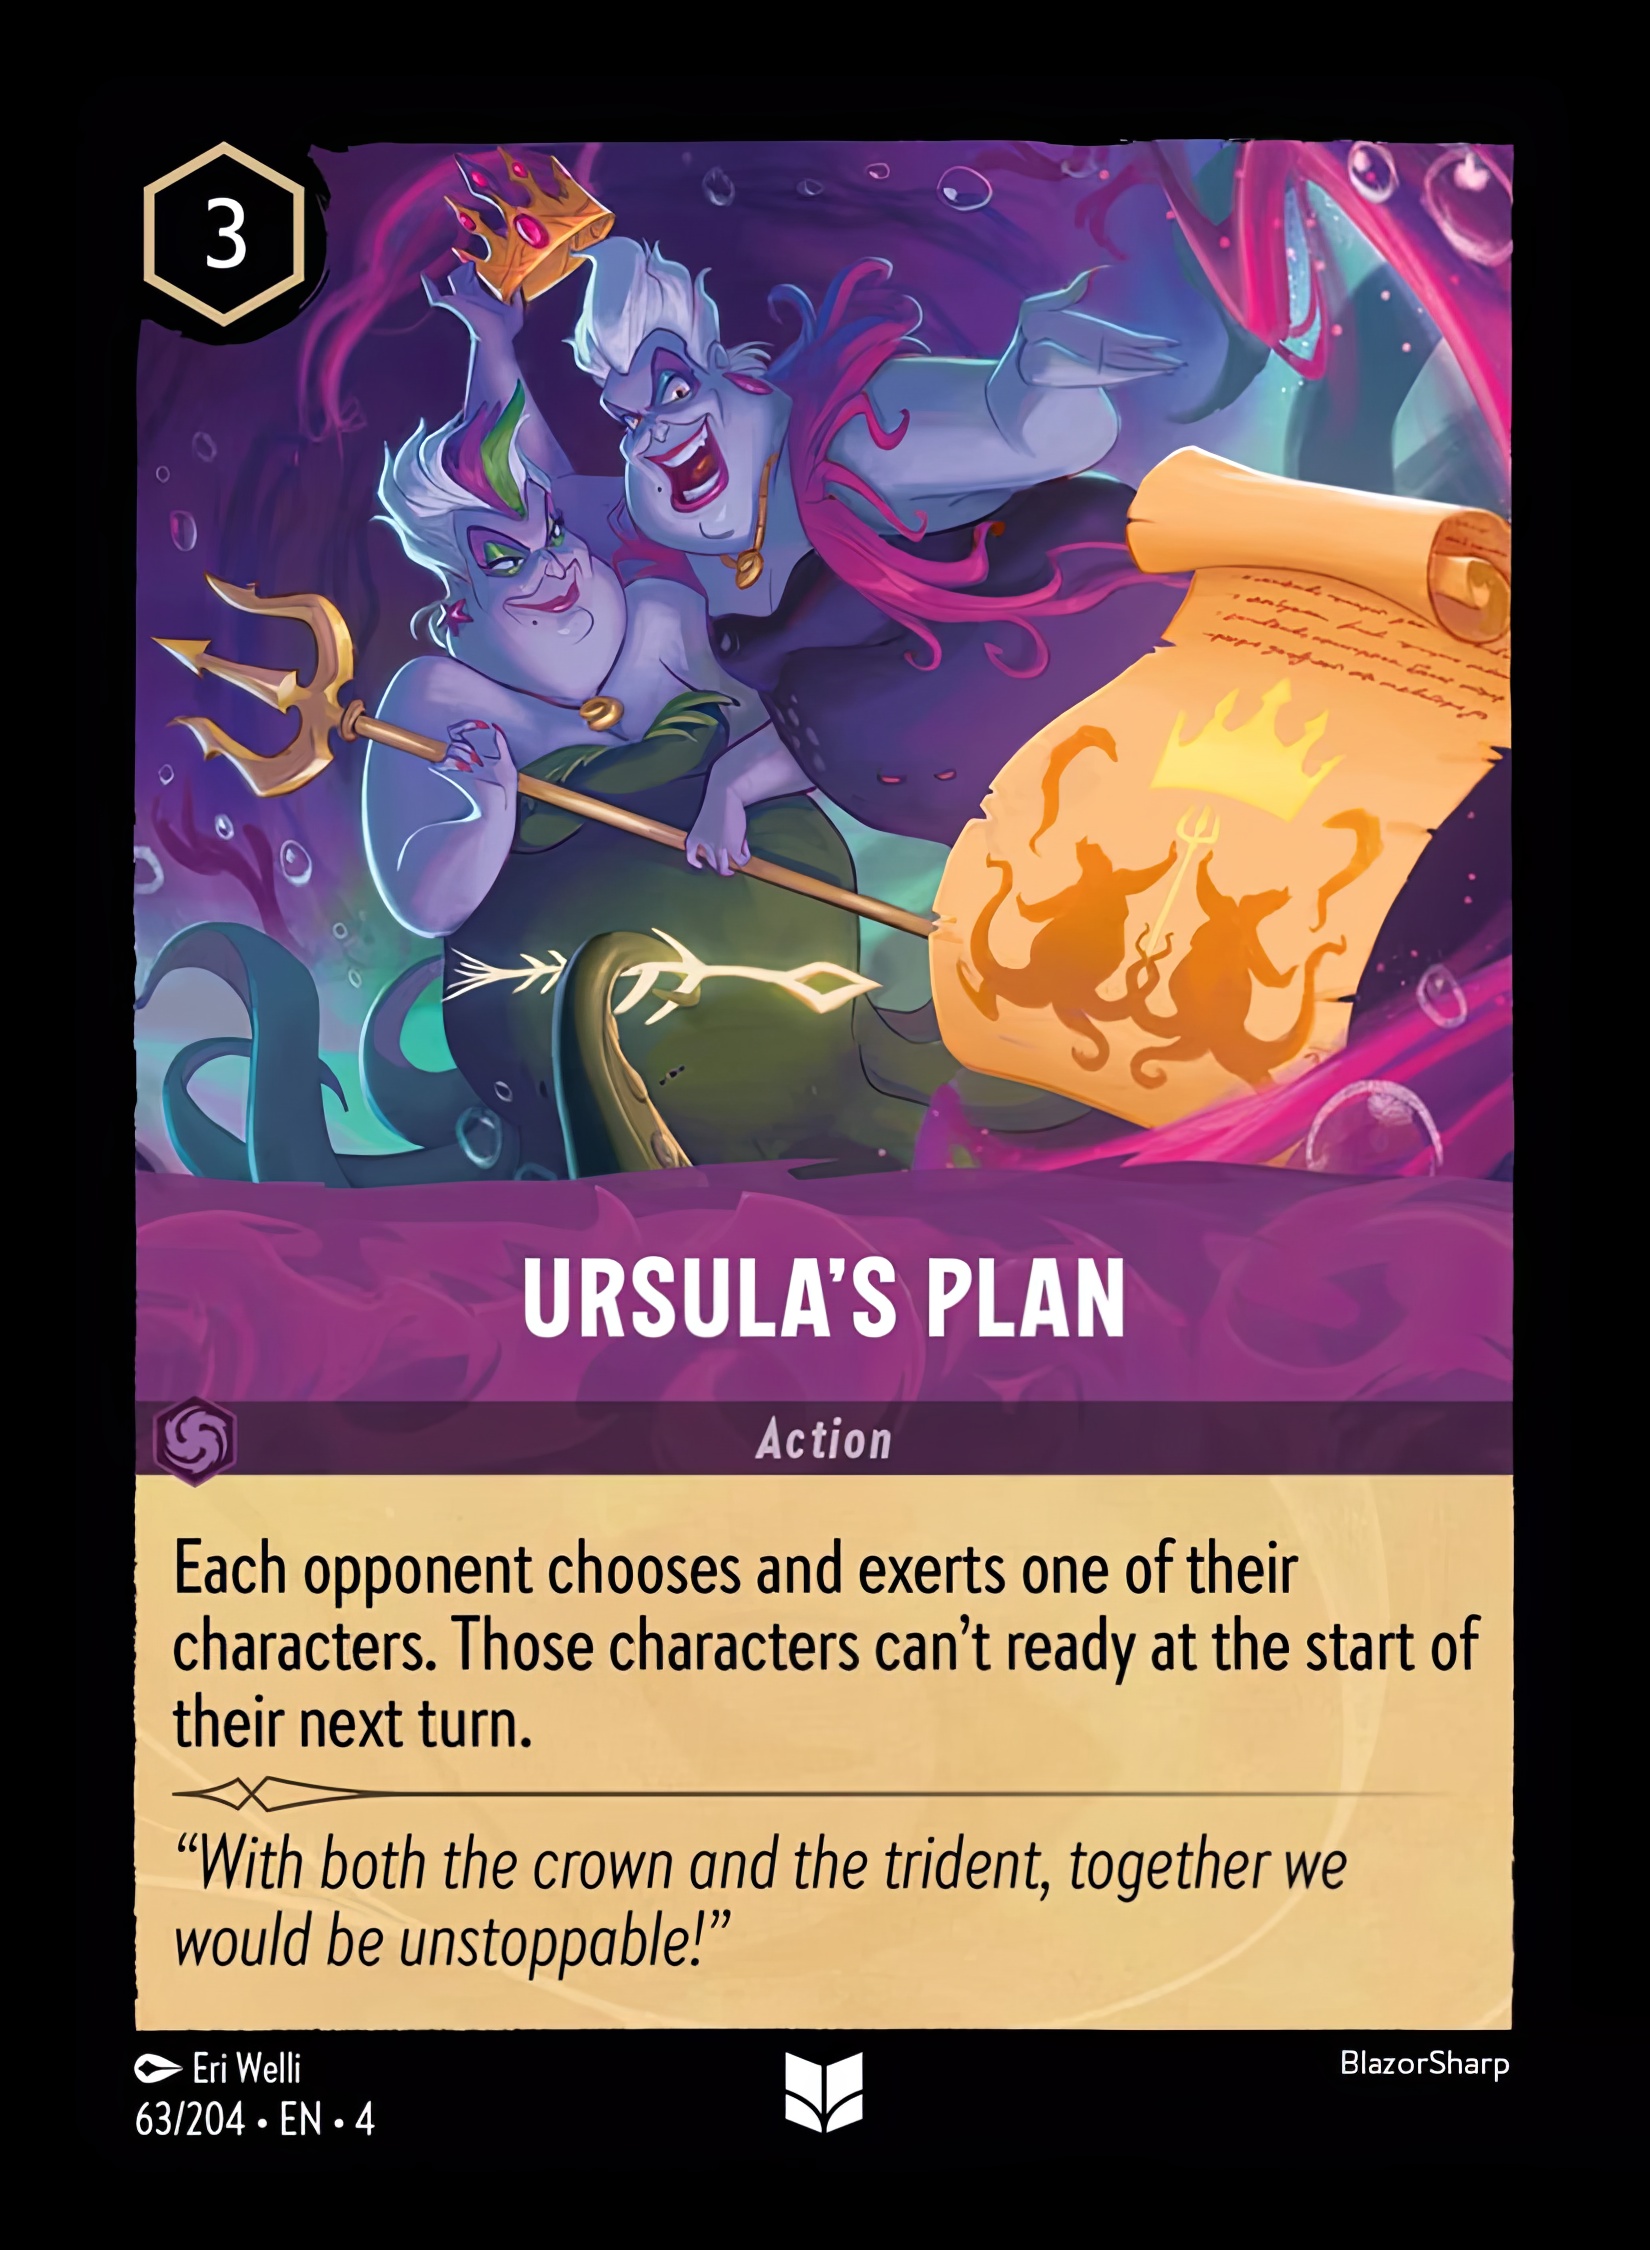 3
URSULA’S PLAN
Action
Each opponent chooses and exerts one of their
characters. Those characters can’t ready at the start of
their next turn.
“With both the crown and the trident, together we
would be unstoppable!”
Eri Welli
BlazorSharp
63/204 • EN • 4